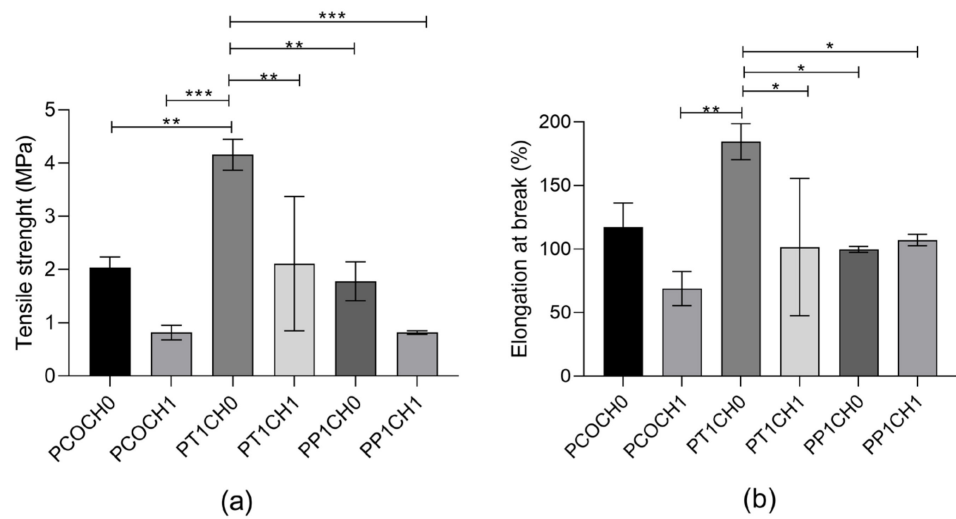 ***
**
**
***
**
Tensile strenght (MPa)
5
4
3
2
1
0
PCOCH0
PCOCH1
PT1CH0
PT1CH1
PP1CH0
PP1CH1
(a)
*
*
*
**
Elongation at break (%)
200
150
100
50
0
PCOCH0
PCOCH1
PT1CH0
PT1CH1
PP1CH0
PP1CH1
(b)